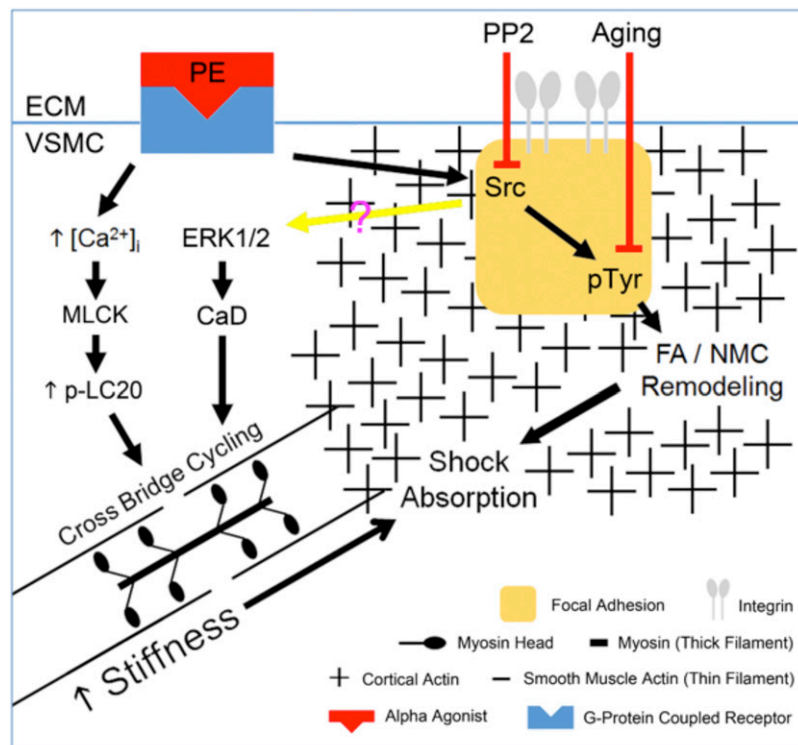 PE
PP2
Aging
ECM
VSMC
Src
?
↑ [Ca²⁺]ᵢ
ERK1/2
pTyr
MLCK
CaD
FA / NMC
Remodeling
↑ p-LC20
Cross Bridge Cycling
Shock
Absorption
↑ Stiffness
Focal Adhesion
Integrin
Myosin Head
Myosin (Thick Filament)
Cortical Actin
Smooth Muscle Actin (Thin Filament)
Alpha Agonist
G-Protein Coupled Receptor